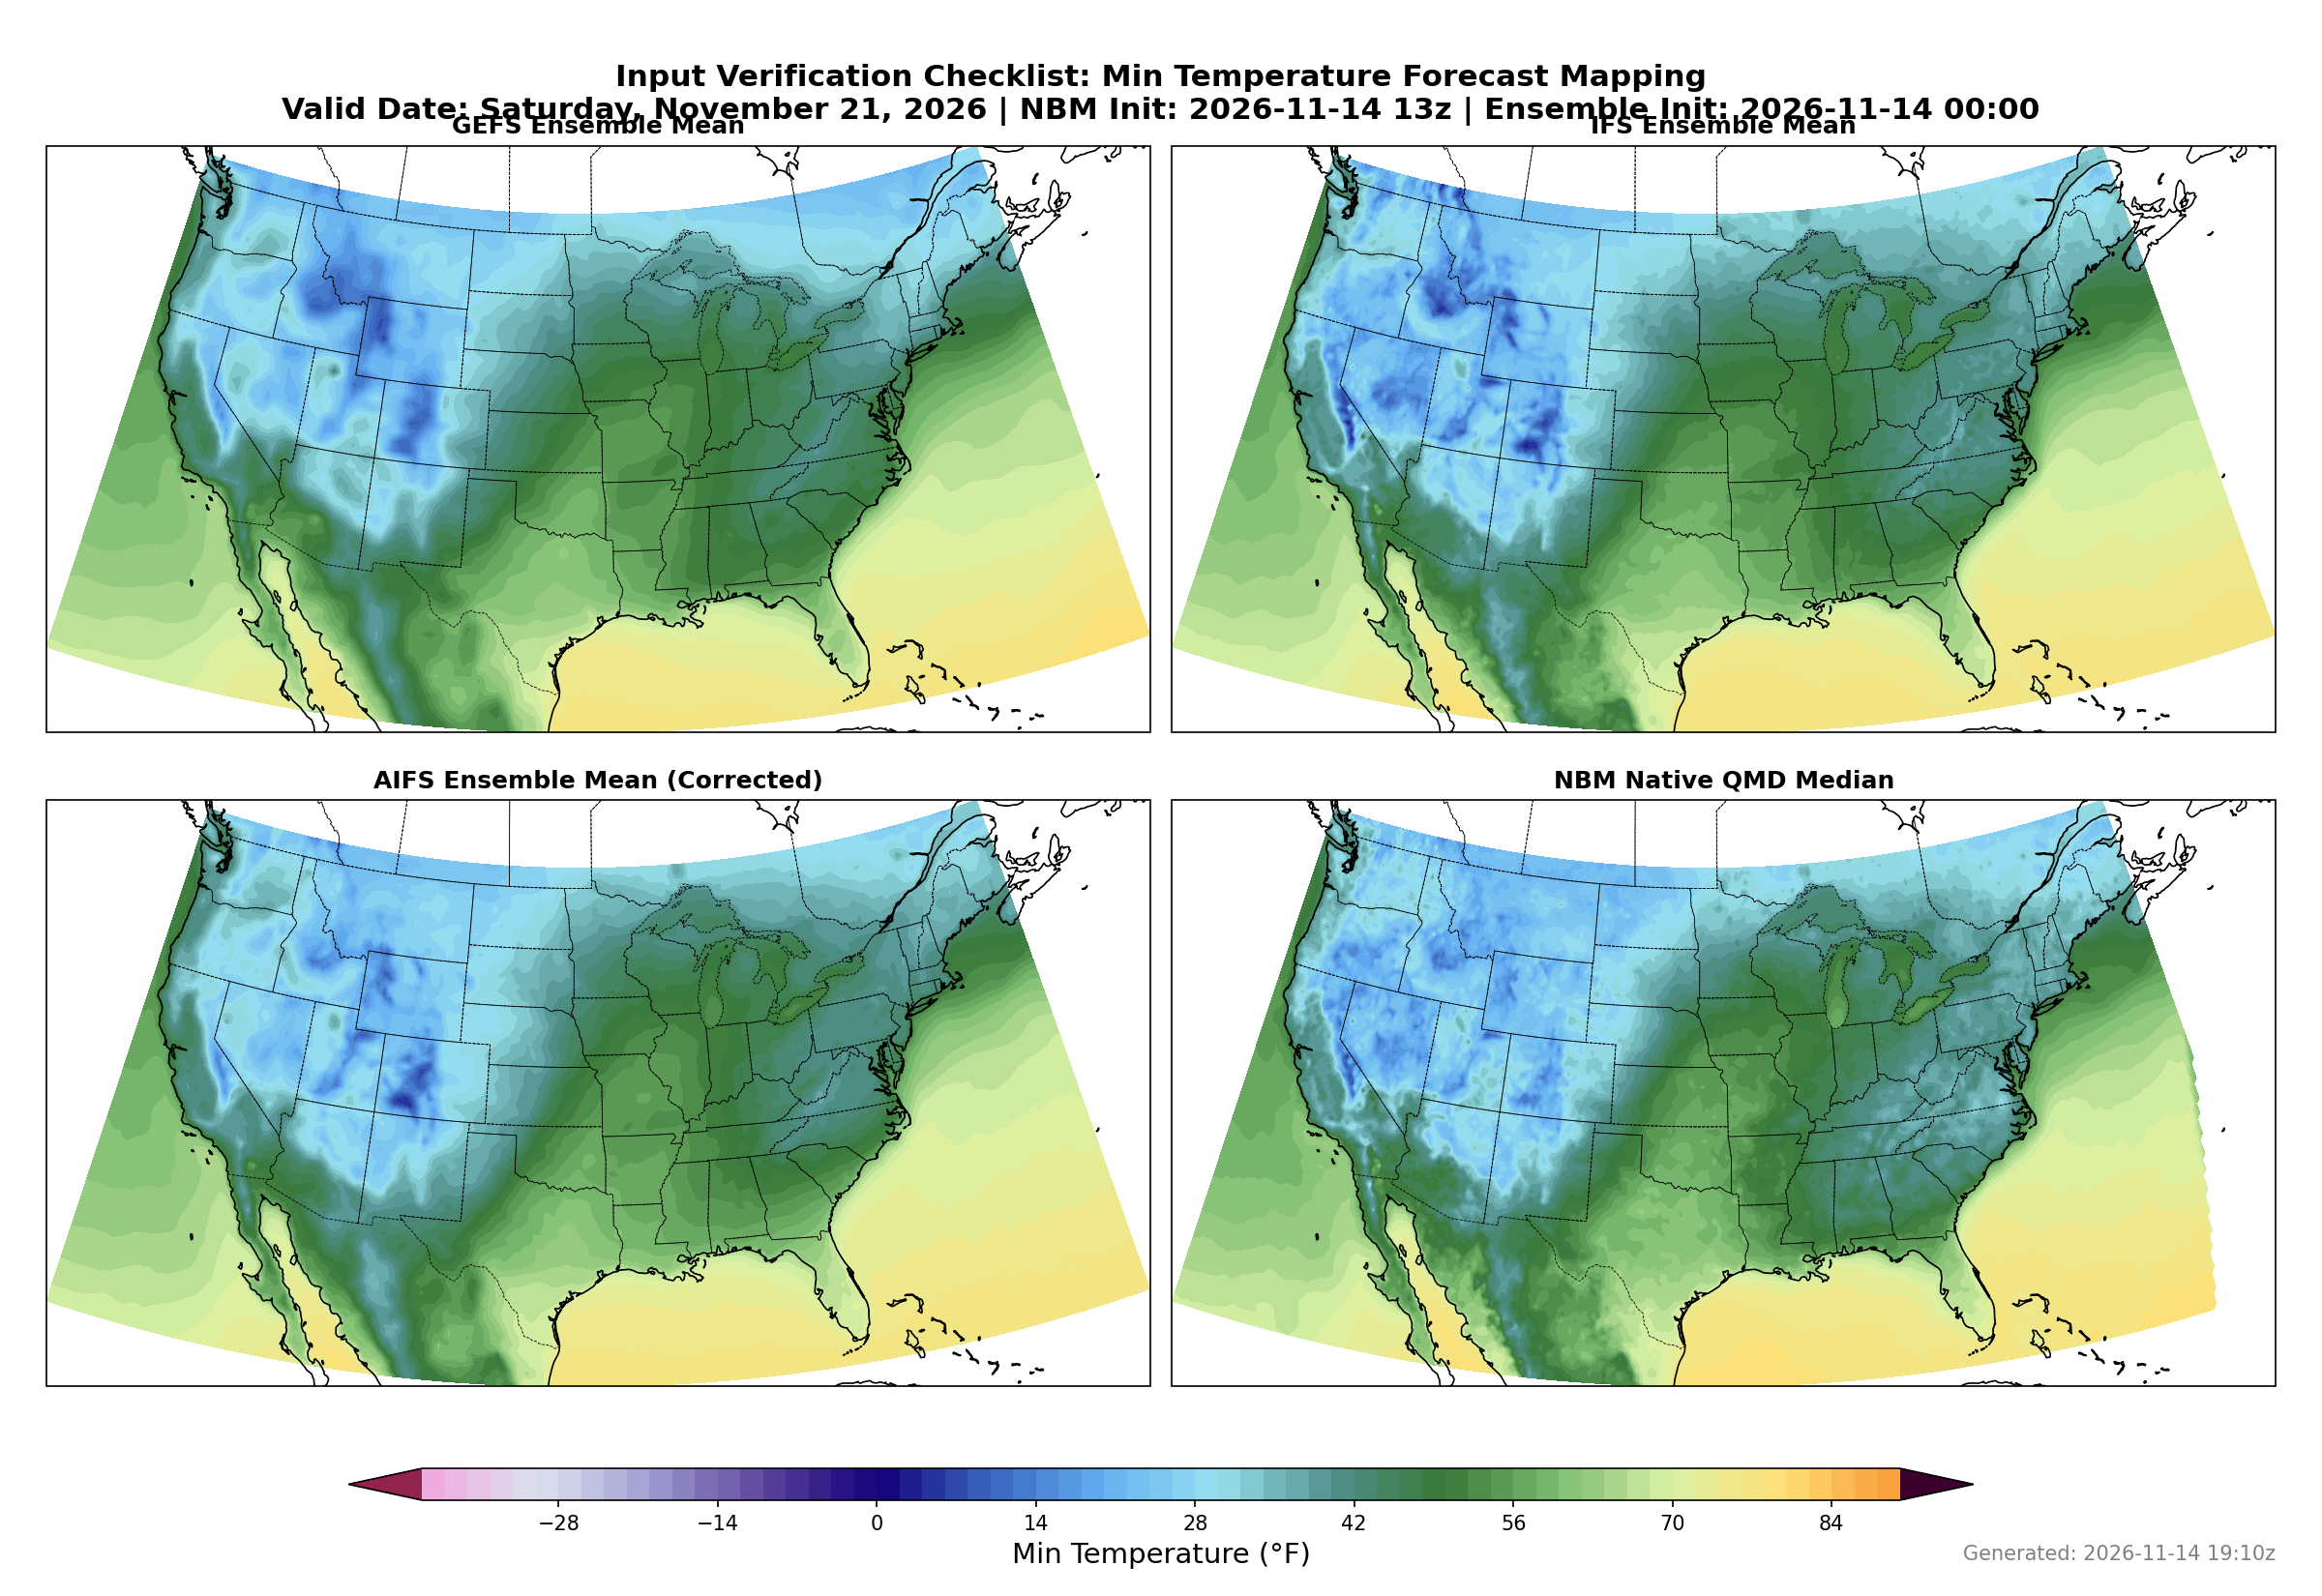 Input Verification Checklist: Min Temperature Forecast Mapping
Valid Date: Saturday, November 21, 2026 | NBM Init: 2026-11-14 13z | Ensemble Init: 2026-11-14 00:00
GEFS Ensemble Mean
IFS Ensemble Mean
AIFS Ensemble Mean (Corrected)
NBM Native QMD Median
−28 −14 0 14 28 42 56 70 84
Min Temperature (°F)
Generated: 2026-11-14 19:10z